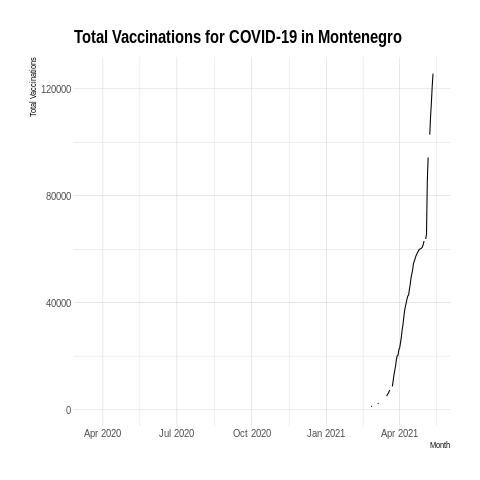 Total Vaccinations for COVID-19 in Montenegro
Total Vaccinations
120000
80000
40000
0
Apr 2020 Jul 2020 Oct 2020 Jan 2021 Apr 2021
Month